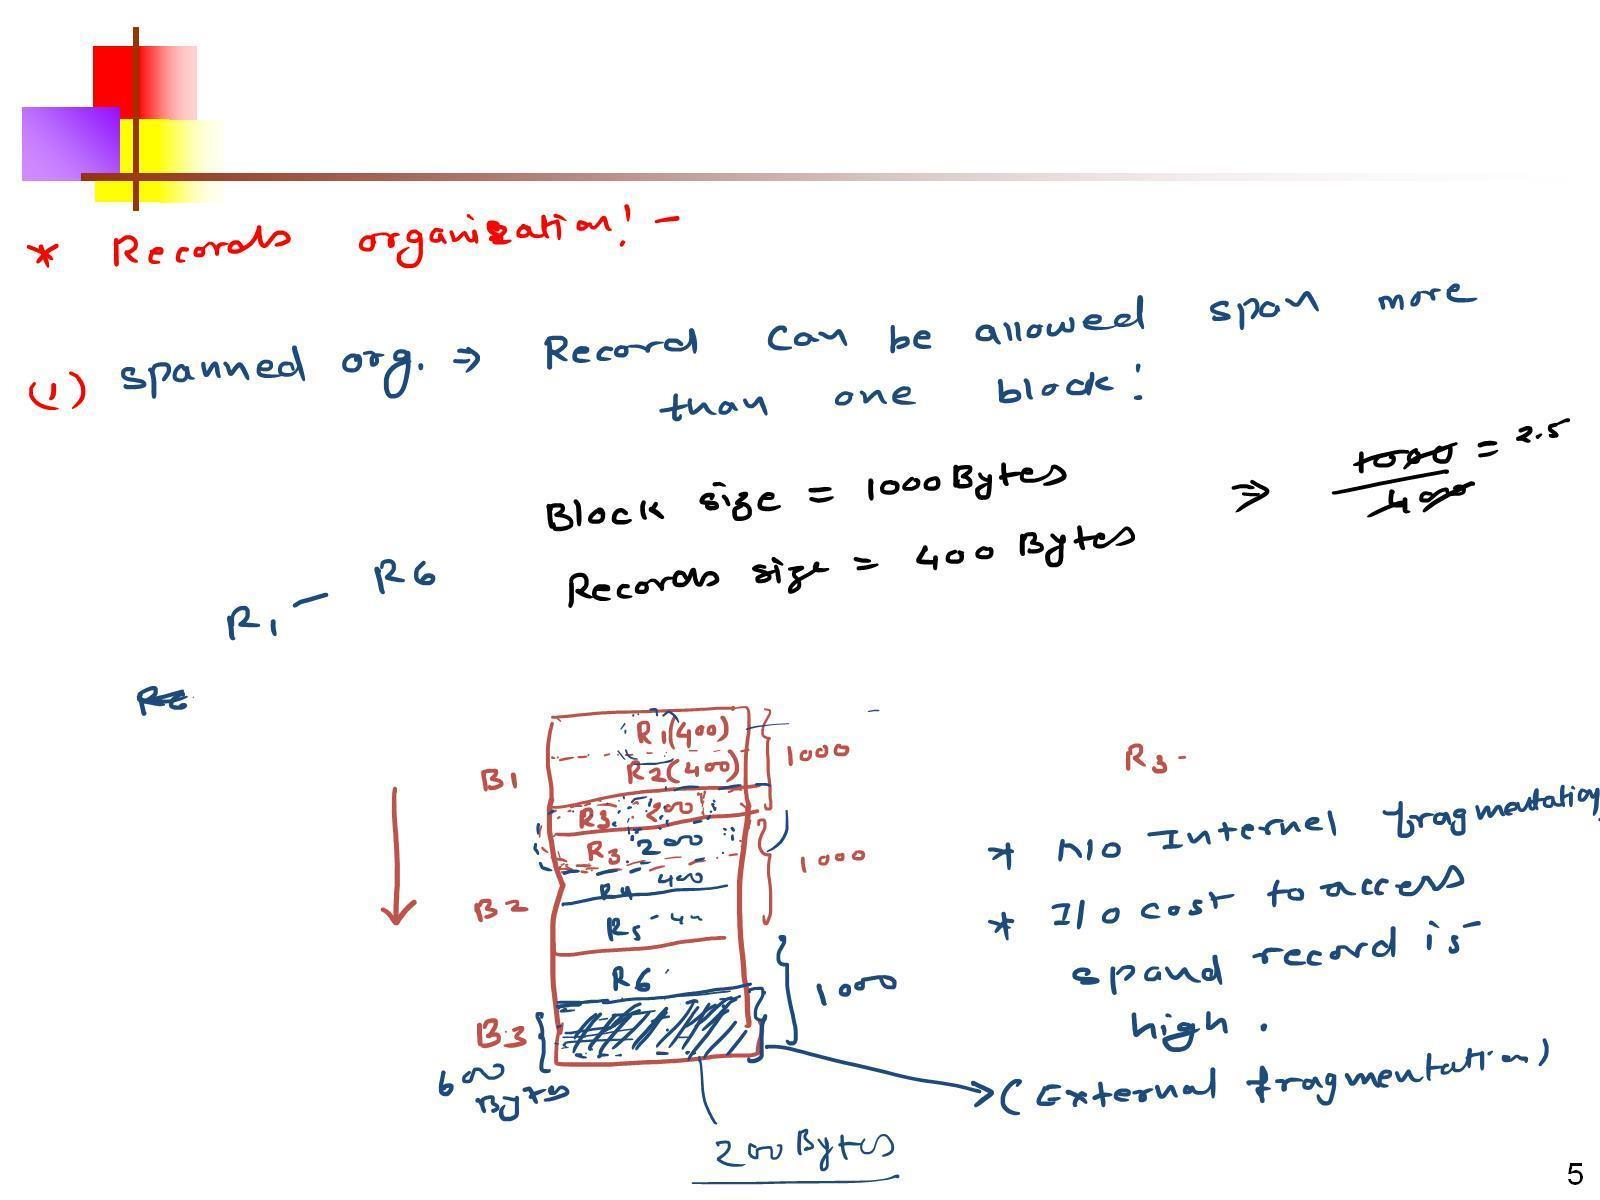 * Records organization! -
(1) spanned org. ⇒ Record can be allowed span more
than one block!
Block size = 1000 Bytes ⇒ 1000/400 = 2.5
Records size = 400 Bytes
R1 — R6
B1
R1(400)
R2(400)
R3 200
1000
B2
R3 200
R4 400
R5 -
1000
R6
B3
1000
600
Bytes
200 Bytes
R3 -
* No Internel fragmentation
* I/o cost to access
spand record is
high.
(External fragmentation)
5